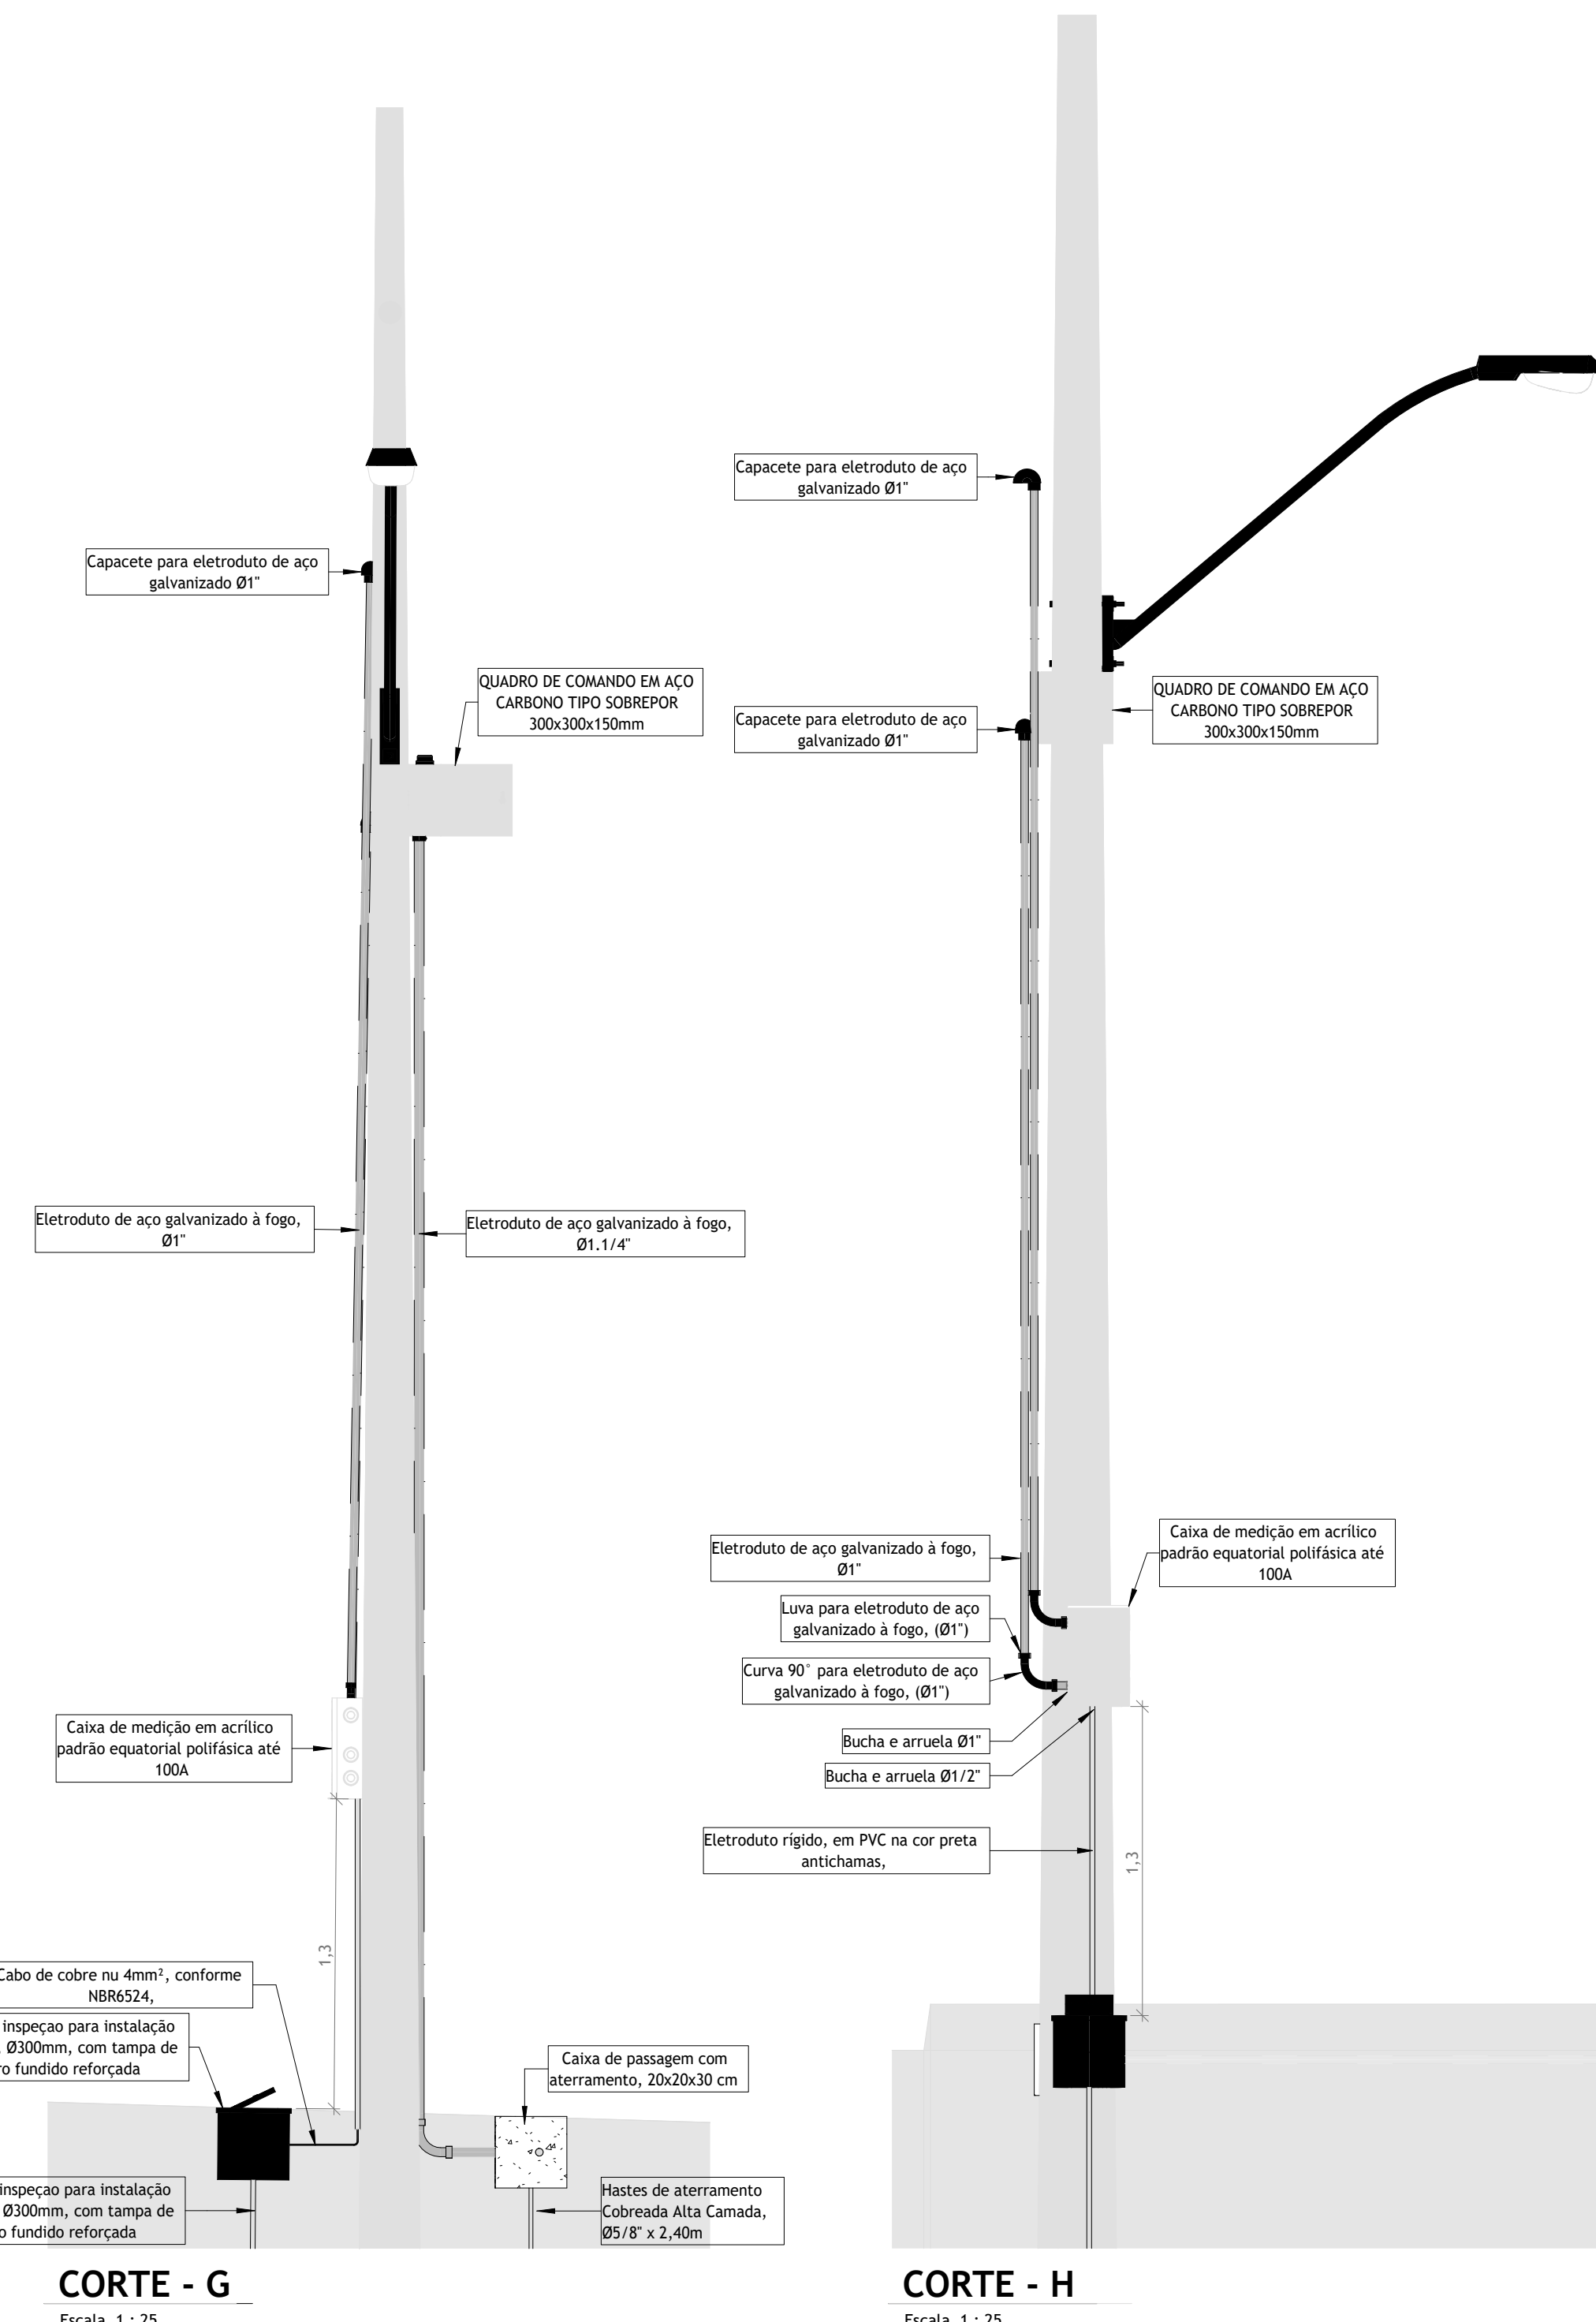 Capacete para eletroduto de aço
galvanizado Ø1"
QUADRO DE COMANDO EM AÇO
CARBONO TIPO SOBREPOR
300x300x150mm
Eletroduto de aço galvanizado à fogo,
Ø1"
Eletroduto de aço galvanizado à fogo,
Ø1.1/4"
Caixa de medição em acrílico
padrão equatorial polifásica até
100A
1,3
Cabo de cobre nu 4mm², conforme
NBR6524,
inspeçao para instalação
Ø300mm, com tampa de
fundido reforçada
Caixa de passagem com
aterramento, 20x20x30 cm
inspeçao para instalação
Ø300mm, com tampa de
fundido reforçada
Hastes de aterramento
Cobreada Alta Camada,
Ø5/8" x 2,40m
CORTE - G
Escala 1 : 25
Capacete para eletroduto de aço
galvanizado Ø1"
Capacete para eletroduto de aço
galvanizado Ø1"
QUADRO DE COMANDO EM AÇO
CARBONO TIPO SOBREPOR
300x300x150mm
Eletroduto de aço galvanizado à fogo,
Ø1"
Caixa de medição em acrílico
padrão equatorial polifásica até
100A
Luva para eletroduto de aço
galvanizado à fogo, (Ø1")
Curva 90° para eletroduto de aço
galvanizado à fogo, (Ø1")
Bucha e arruela Ø1"
Bucha e arruela Ø1/2"
Eletroduto rígido, em PVC na cor preta
antichamas,
1,3
CORTE - H
Escala 1 : 25